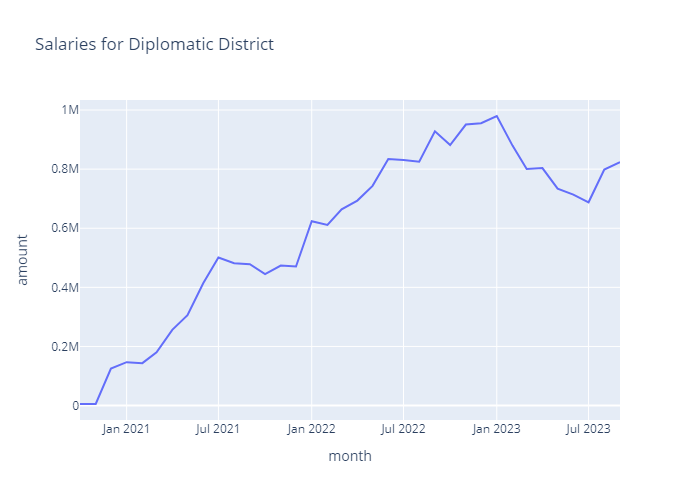 Salaries for Diplomatic District
1M
0.8M
0.6M
0.4M
0.2M
0
amount
Jan 2021 Jul 2021 Jan 2022 Jul 2022 Jan 2023 Jul 2023
month